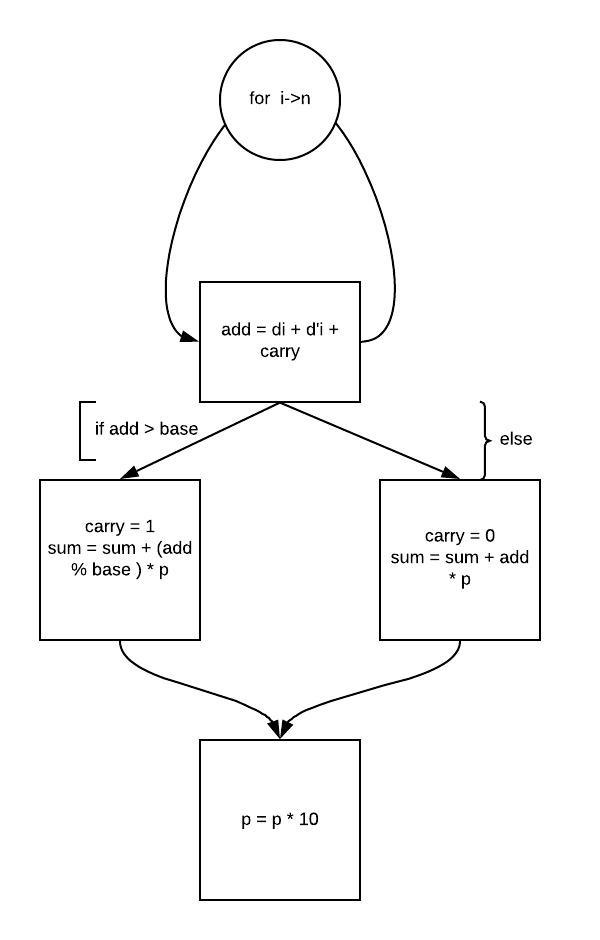 for i->n
add = di + d'i +
carry
if add > base
else
carry = 1
sum = sum + (add
% base ) * p
carry = 0
sum = sum + add
* p
p = p * 10